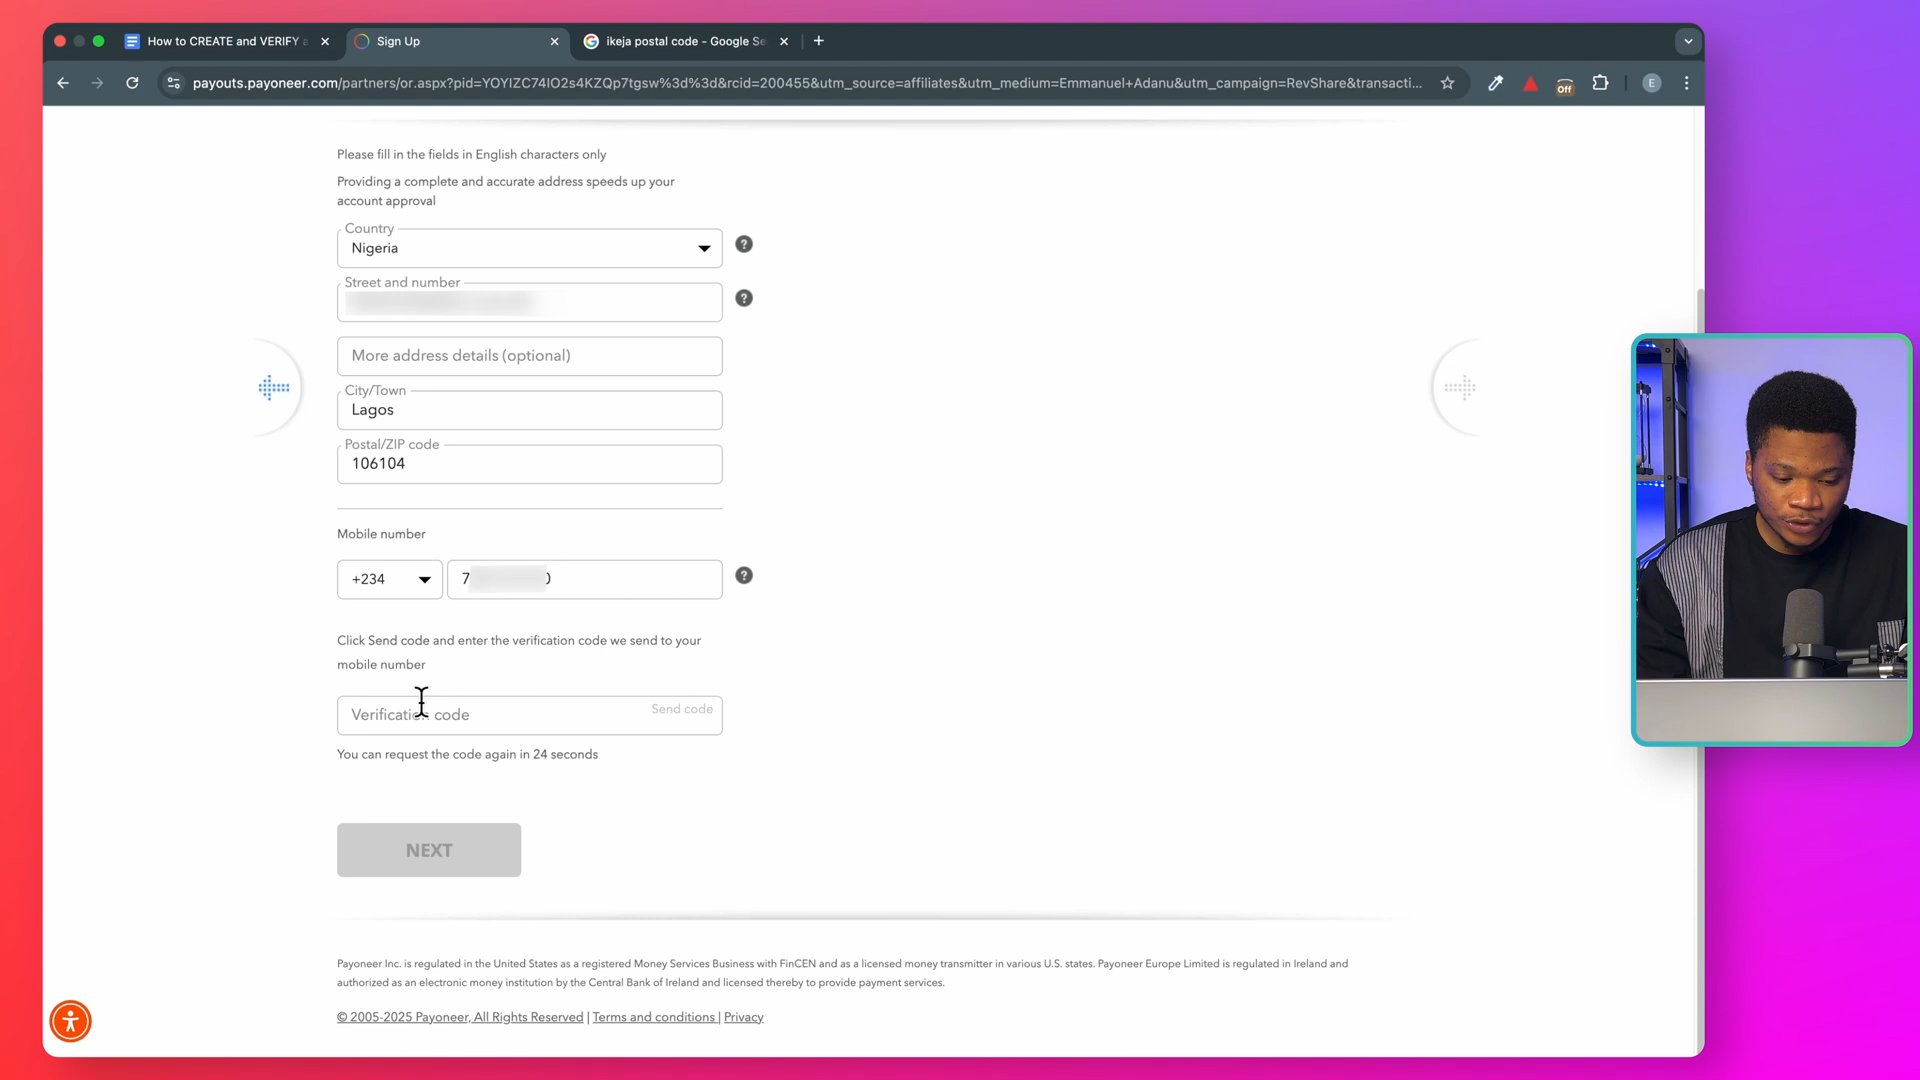 How to CREATE and VERIFY a
Sign Up
ikeja postal code - Google Se
payouts.payoneer.com/partners/or.aspx?pid=YOYIZC74lO2s4KZQp7tgsw%3d%3d&rcid=200455&utm_source=affiliates&utm_medium=Emmanuel+Adanu&utm_campaign=RevShare&transacti...
Off
E
Please fill in the fields in English characters only
Providing a complete and accurate address speeds up your
account approval
Country
Nigeria
?
Street and number
?
More address details (optional)
City/Town
Lagos
Postal/ZIP code
106104
Mobile number
+234
7 0
?
Click Send code and enter the verification code we send to your
mobile number
Verification code
Send code
You can request the code again in 24 seconds
NEXT
Payoneer Inc. is regulated in the United States as a registered Money Services Business with FinCEN and as a licensed money transmitter in various U.S. states. Payoneer Europe Limited is regulated in Ireland and
authorized as an electronic money institution by the Central Bank of Ireland and licensed thereby to provide payment services.
© 2005-2025 Payoneer, All Rights Reserved | Terms and conditions | Privacy